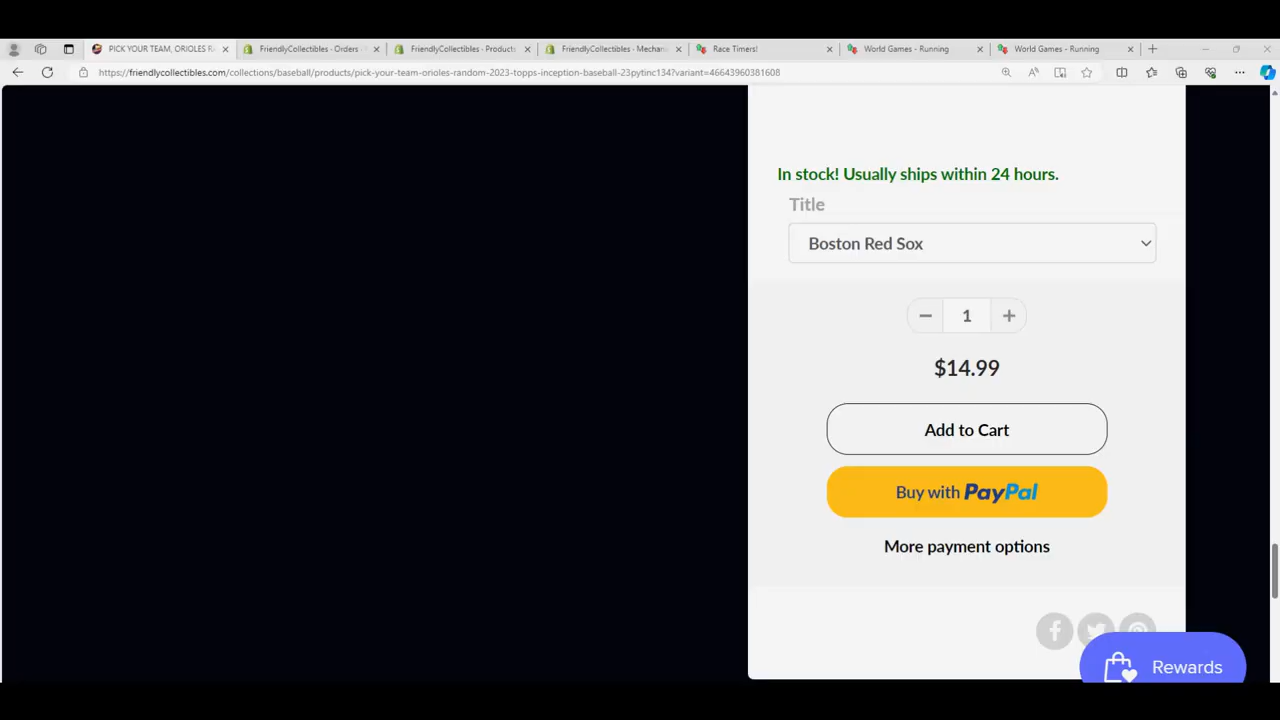 PICK YOUR TEAM, ORIOLES RA
FriendlyCollectibles - Orders -
FriendlyCollectibles - Products
FriendlyCollectibles - Mechan
Race Timers!
World Games - Running
World Games - Running
https://friendlycollectibles.com/collections/baseball/products/pick-your-team-orioles-random-2023-topps-inception-baseball-23pytinc134?variant=46643960381608
In stock! Usually ships within 24 hours.
Title
Boston Red Sox
1
$14.99
Add to Cart
Buy with PayPal
More payment options
Rewards